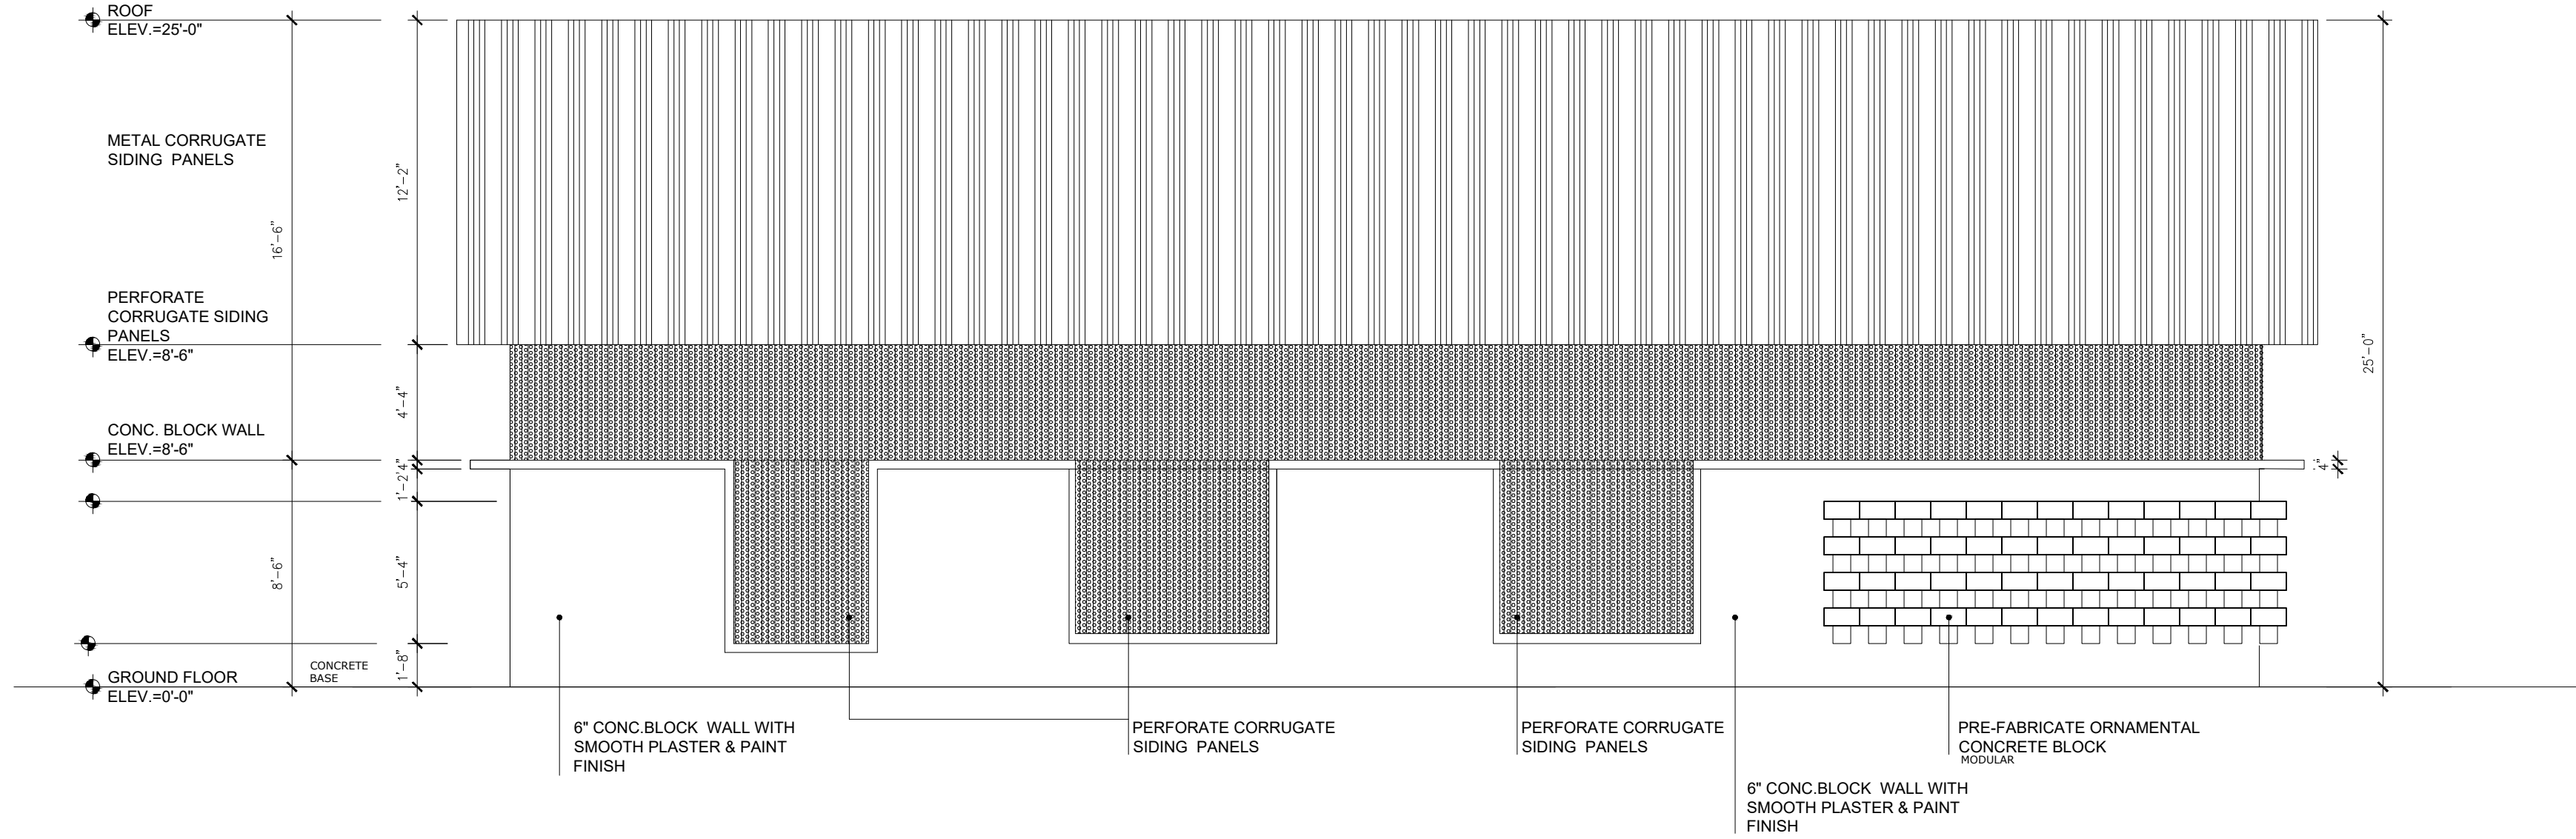 ROOF
ELEV.=25'-0"
METAL CORRUGATE
SIDING PANELS
12'-2"
16'-6"
PERFORATE
CORRUGATE SIDING
PANELS
ELEV.=8'-6"
25'-0"
4'-4"
CONC. BLOCK WALL
ELEV.=8'-6"
4"
4"
1'-2"
8'-6"
5'-4"
1'-8"
CONCRETE
BASE
GROUND FLOOR
ELEV.=0'-0"
6" CONC.BLOCK WALL WITH
SMOOTH PLASTER & PAINT
FINISH
PERFORATE CORRUGATE
SIDING PANELS
PERFORATE CORRUGATE
SIDING PANELS
PRE-FABRICATE ORNAMENTAL
CONCRETE BLOCK
MODULAR
6" CONC.BLOCK WALL WITH
SMOOTH PLASTER & PAINT
FINISH